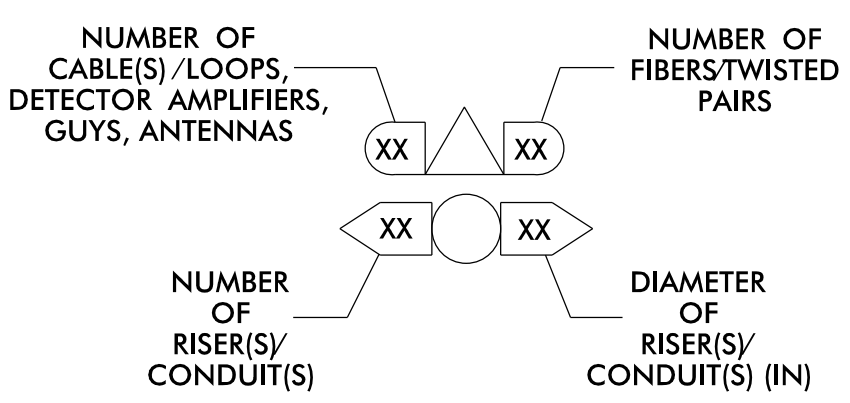 NUMBER OF
CABLE(S)/LOOPS,
DETECTOR AMPLIFIERS,
GUYS, ANTENNAS
NUMBER OF
FIBERS/TWISTED
PAIRS
XX
XX
XX
XX
NUMBER
OF
RISER(S)/
CONDUIT(S)
DIAMETER
OF
RISER(S)/
CONDUIT(S) (IN)